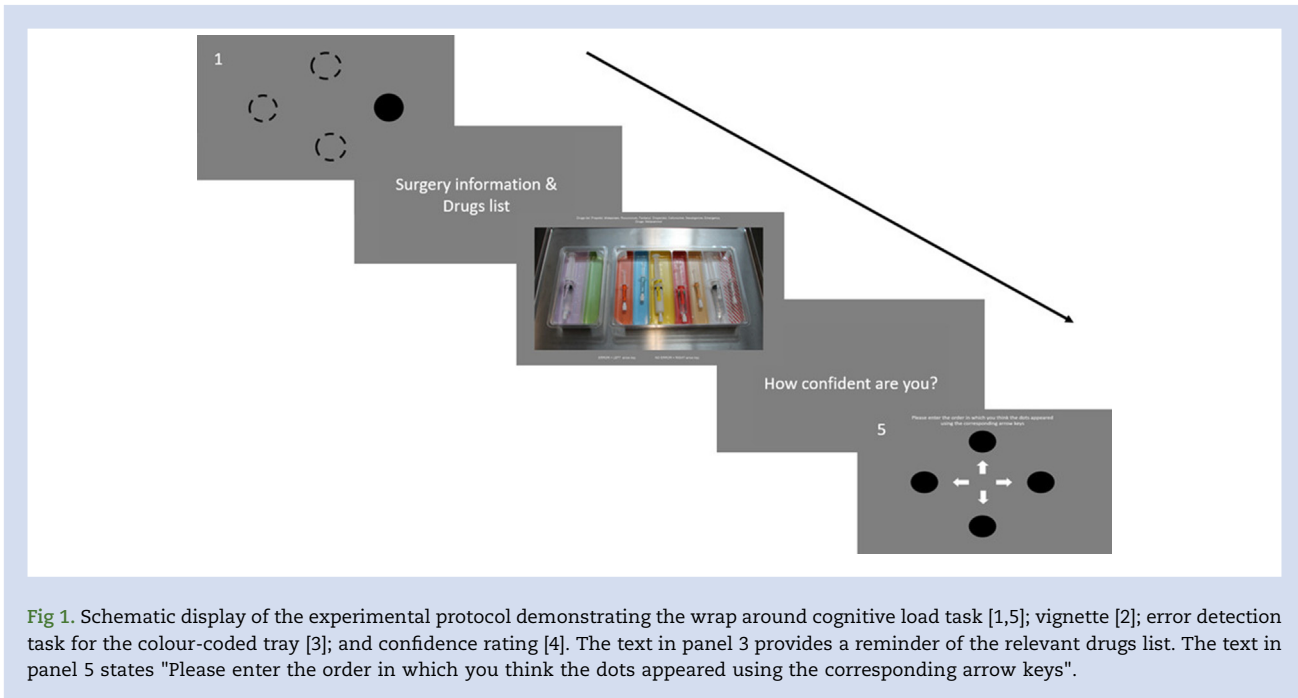 1
Surgery information &
Drugs list
How confident are you?
Please enter the order in which you think the dots appeared
using the corresponding arrow keys
5
Fig 1. Schematic display of the experimental protocol demonstrating the wrap around cognitive load task [1,5]; vignette [2]; error detection
task for the colour-coded tray [3]; and confidence rating [4]. The text in panel 3 provides a reminder of the relevant drugs list. The text in
panel 5 states "Please enter the order in which you think the dots appeared using the corresponding arrow keys".